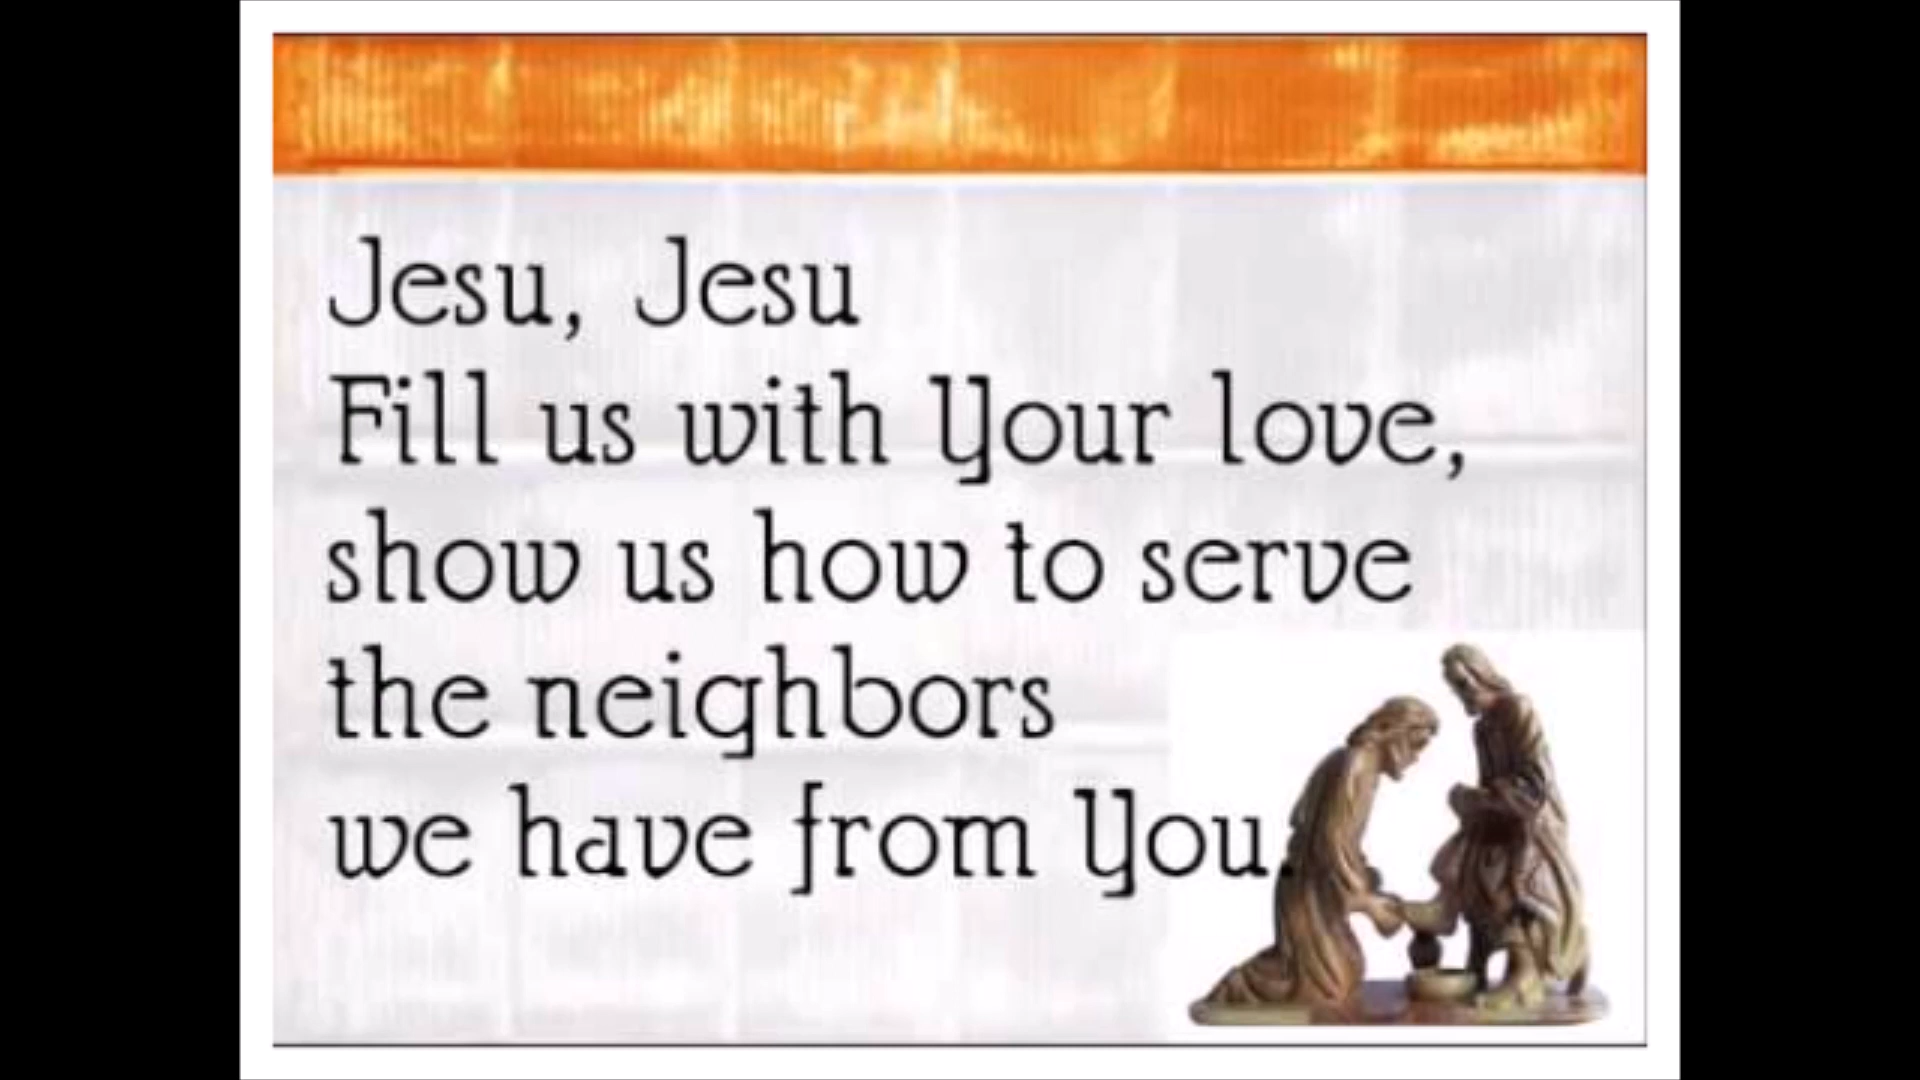 Jesu, Jesu
Fill us with Your love,
show us how to serve
the neighbors
we have from You.